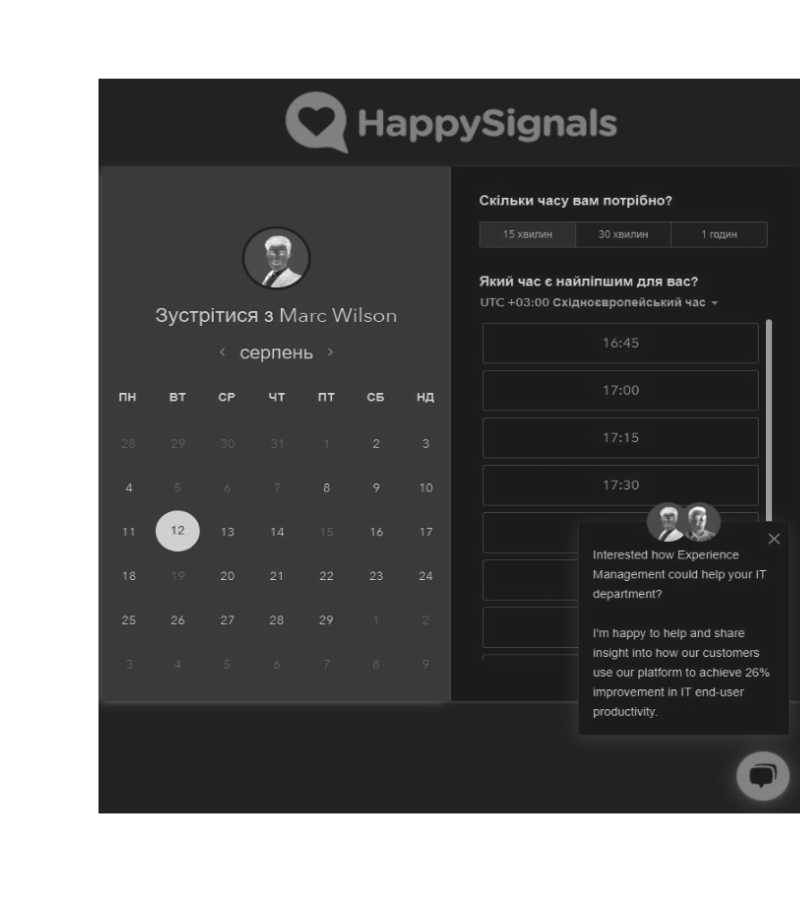 HappySignals
Зустрітися з Marc Wilson
‹ серпень ›
ПН ВТ СР ЧТ ПТ СБ НД
28 29 30 31 1 2 3
4 5 6 7 8 9 10
11 12 13 14 15 16 17
18 19 20 21 22 23 24
25 26 27 28 29 1 2
3 4 5 6 7 8 9
Скільки часу вам потрібно?
15 хвилин 30 хвилин 1 годин
Який час є найліпшим для вас?
UTC +03:00 Східноєвропейський час
16:45
17:00
17:15
17:30
Interested how Experience
Management could help your IT
department?
I'm happy to help and share
insight into how our customers
use our platform to achieve 26%
improvement in IT end-user
productivity.